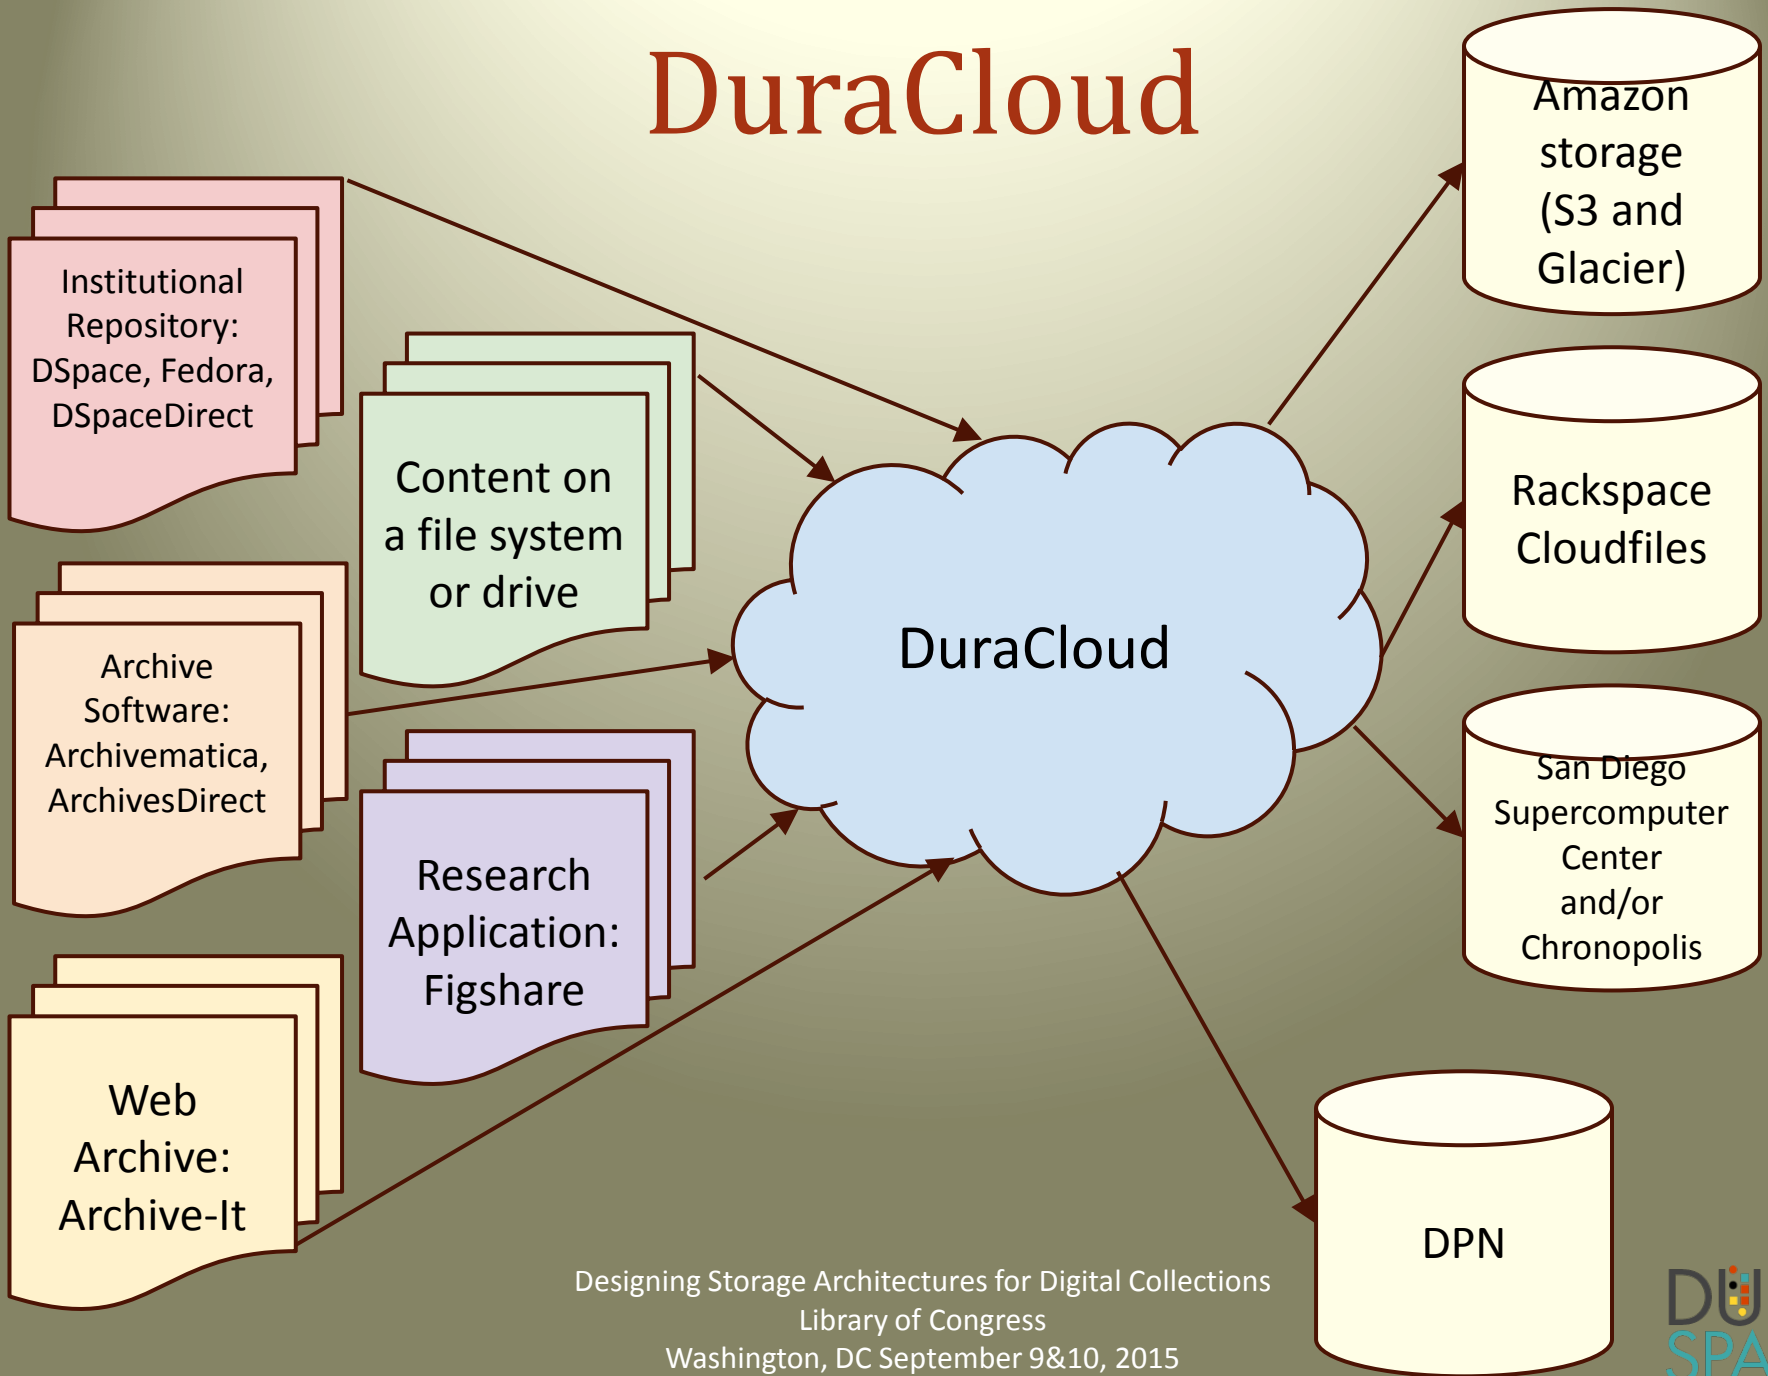 DuraCloud
Institutional
Repository:
DSpace, Fedora,
DSpaceDirect
Content on
a file system
or drive
Archive
Software:
Archivematica,
ArchivesDirect
Research
Application:
Figshare
Web
Archive:
Archive-It
DuraCloud
Amazon
storage
(S3 and
Glacier)
Rackspace
Cloudfiles
San Diego
Supercomputer
Center
and/or
Chronopolis
DPN
Designing Storage Architectures for Digital Collections
Library of Congress
Washington, DC September 9&10, 2015
DU
SPA